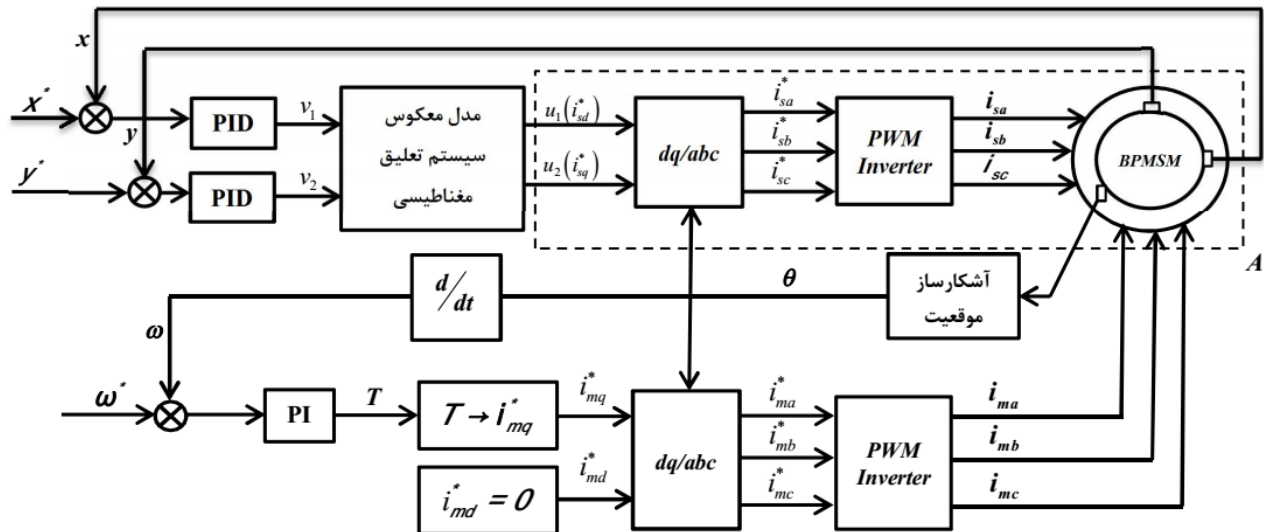 x
x*
y
y*
PID
PID
v₁
v₂
مدل معکوس
سیستم تعلیق
مغناطیسی
u₁(i*sd)
u₂(i*sq)
dq/abc
i*sa
i*sb
i*sc
PWM
Inverter
isa
isb
isc
BPMSM
A
d/dt
θ
آشکارساز
موقعیت
ω
ω*
PI
T
T → i*mq
i*mq
i*md = 0
i*md
dq/abc
i*ma
i*mb
i*mc
PWM
Inverter
ima
imb
imc